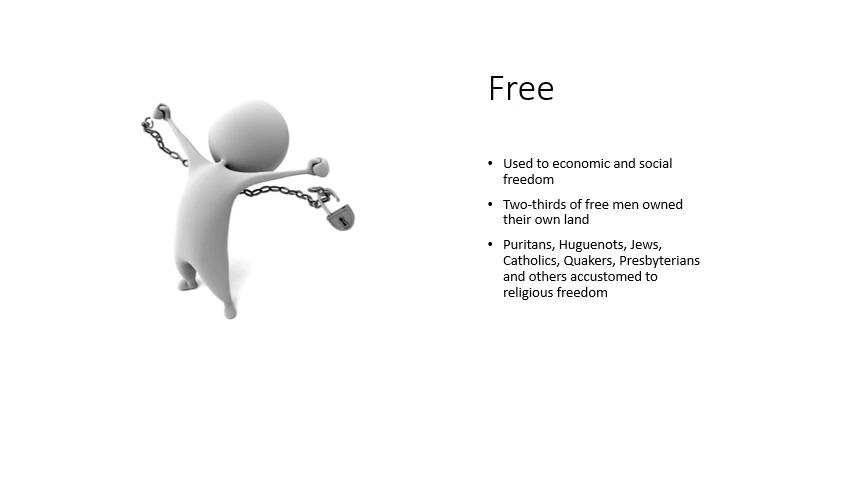 Free
• Used to economic and social
freedom
• Two-thirds of free men owned
their own land
• Puritans, Huguenots, Jews,
Catholics, Quakers, Presbyterians
and others accustomed to
religious freedom